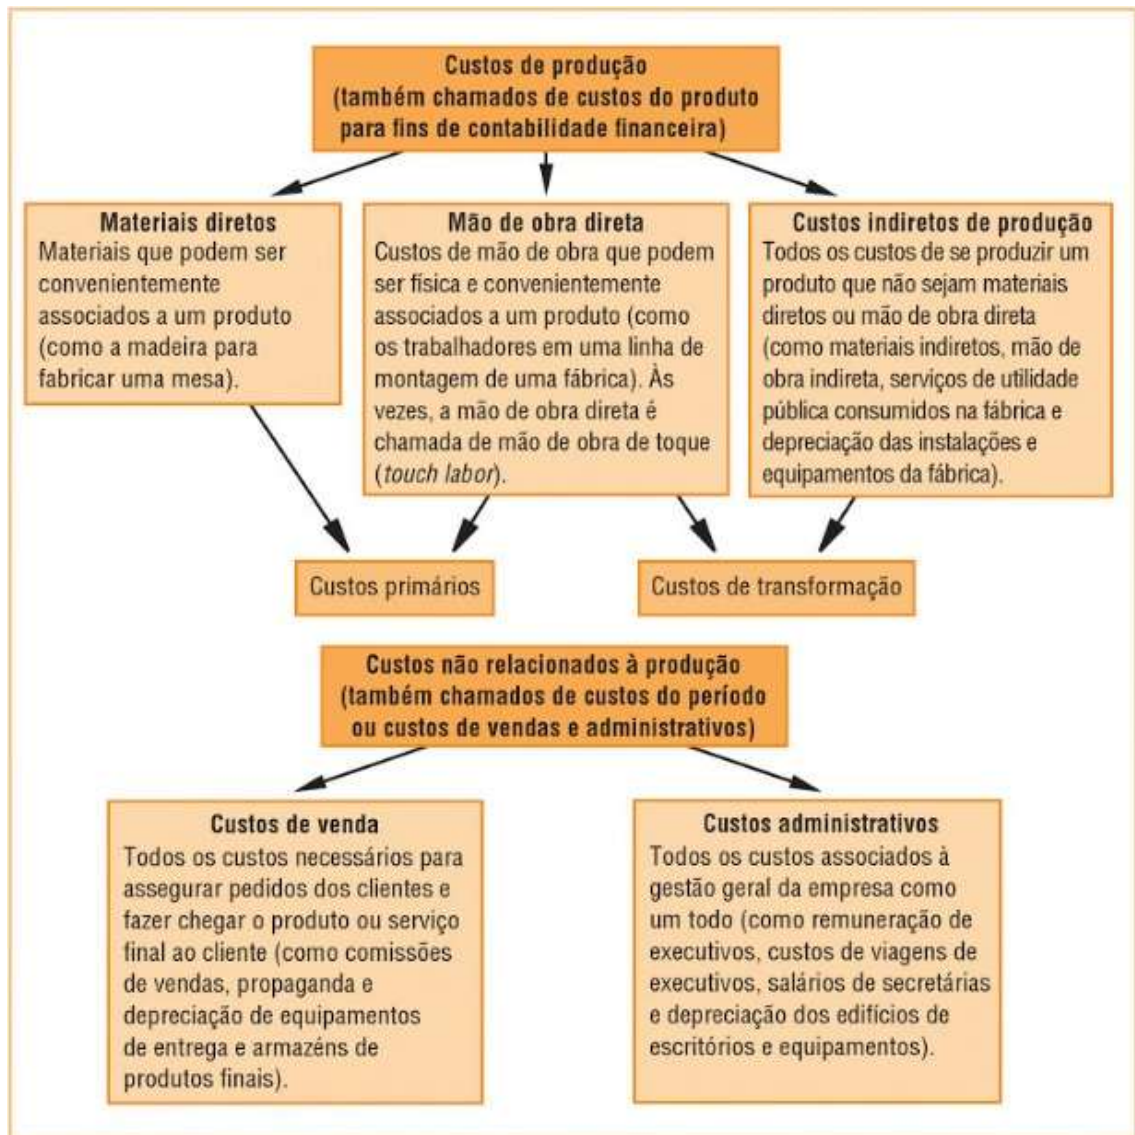 Custos de produção
(também chamados de custos do produto
para fins de contabilidade financeira)
Materiais diretos
Materiais que podem ser
convenientemente
associados a um produto
(como a madeira para
fabricar uma mesa).
Mão de obra direta
Custos de mão de obra que podem
ser física e convenientemente
associados a um produto (como
os trabalhadores em uma linha de
montagem de uma fábrica). Às
vezes, a mão de obra direta é
chamada de mão de obra de toque
(touch labor).
Custos indiretos de produção
Todos os custos de se produzir um
produto que não sejam materiais
diretos ou mão de obra direta
(como materiais indiretos, mão de
obra indireta, serviços de utilidade
pública consumidos na fábrica e
depreciação das instalações e
equipamentos da fábrica).
Custos primários
Custos de transformação
Custos não relacionados à produção
(também chamados de custos do período
ou custos de vendas e administrativos)
Custos de venda
Todos os custos necessários para
assegurar pedidos dos clientes e
fazer chegar o produto ou serviço
final ao cliente (como comissões
de vendas, propaganda e
depreciação de equipamentos
de entrega e armazéns de
produtos finais).
Custos administrativos
Todos os custos associados à
gestão geral da empresa como
um todo (como remuneração de
executivos, custos de viagens de
executivos, salários de secretárias
e depreciação dos edifícios de
escritórios e equipamentos).